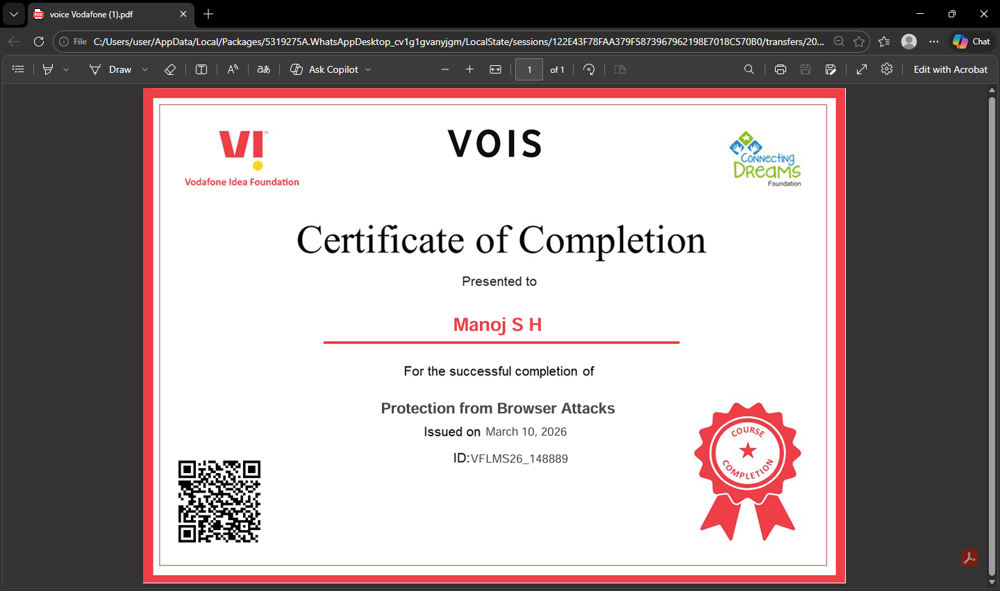 voice Vodafone (1).pdf
File C:/Users/user/AppData/Local/Packages/5319275A.WhatsAppDesktop_cv1g1gvanyjgm/LocalState/sessions/122E43F78FAA379F5873967962198E7018C570B0/transfers/20...
Chat
Draw
aあ
Ask Copilot
1 of 1
Edit with Acrobat
VI™
Vodafone Idea Foundation
VOIS
Connecting
Dreams
Foundation
Certificate of Completion
Presented to
Manoj S H
For the successful completion of
Protection from Browser Attacks
Issued on March 10, 2026
ID:VFLMS26_148889
COURSE
COMPLETION